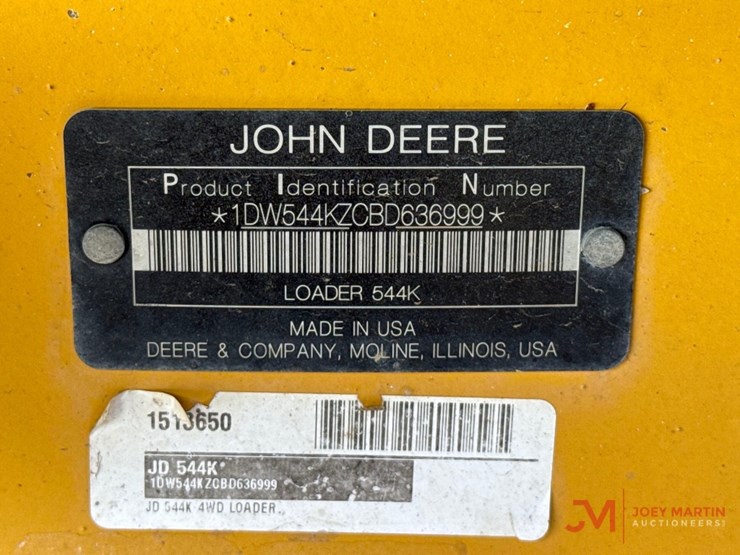 JOHN DEERE
Product Identification Number
*1DW544KZCBD636999*
LOADER 544K
MADE IN USA
DEERE & COMPANY, MOLINE, ILLINOIS, USA
1513650
JD 544K*
1DW544KZCBD636999
JD 544K 4WD LOADER
JM JOEY MARTIN
AUCTIONEERS!